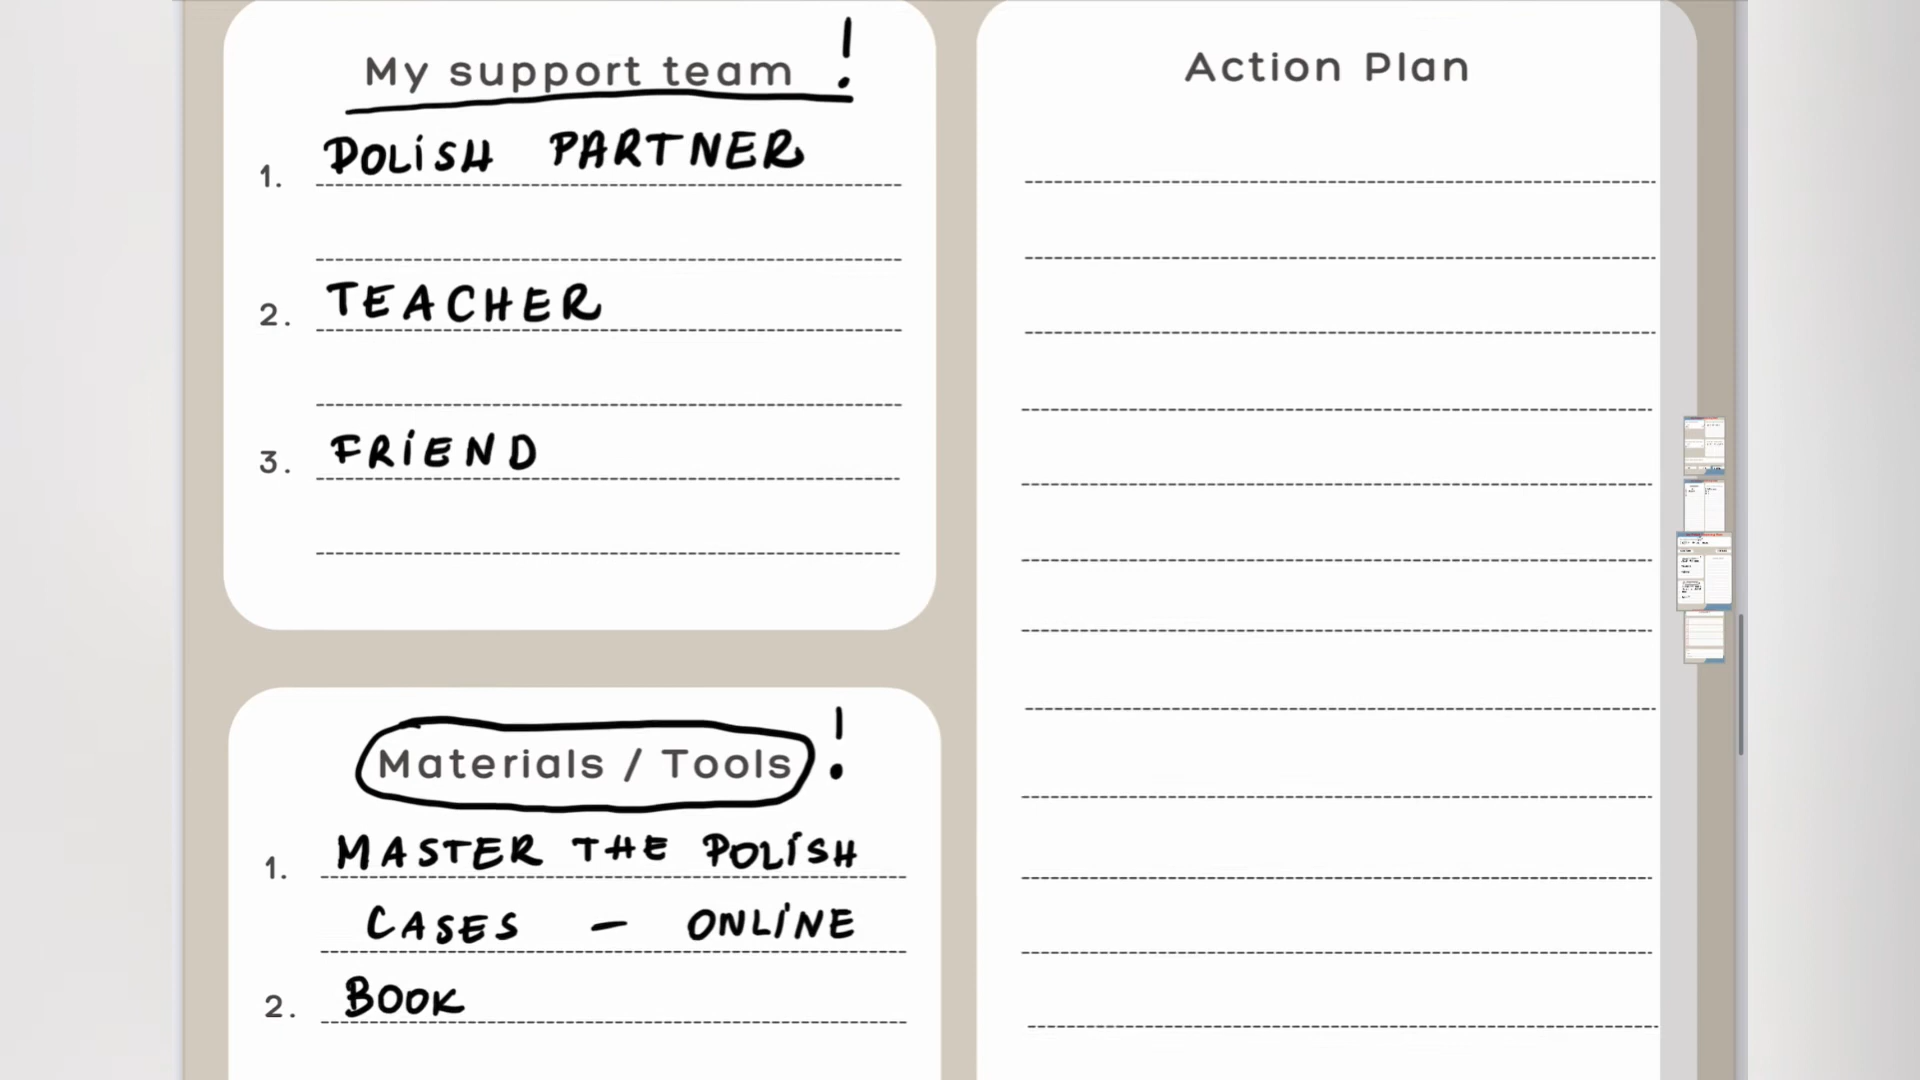 My support team !
1. POLiSH PARTNER
2. TEACHER
3. FRiEND
Materials / Tools !
1. MASTER THE POLiSH
CASES – ONLiNE
2. BOOK
Action Plan